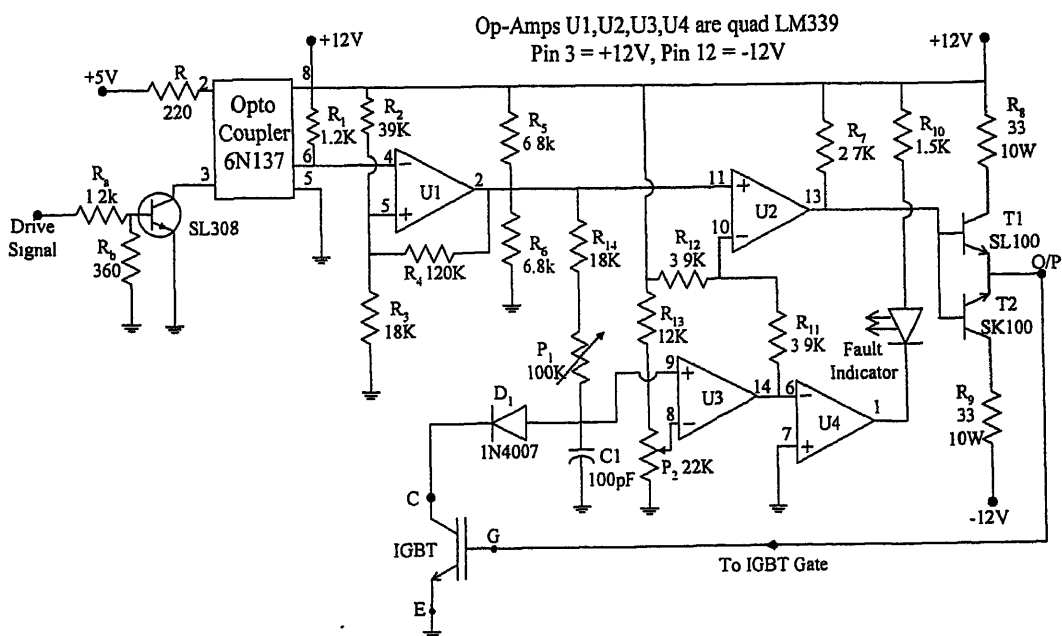 Op-Amps U1,U2,U3,U4 are quad LM339
Pin 3 = +12V, Pin 12 = -12V
+12V
+12V
+5V
R
220
2
8
Opto
Coupler
6N137
3
6
5
R1
1.2K
R2
39K
4
5
U1
2
R5
6 8k
R6
6.8k
R4 120K
R3
18K
Ra
1 2k
Rb
360
Drive
Signal
SL308
R14
18K
P1
100K
R12
3 9K
R13
12K
11
10
U2
13
R7
2 7K
R10
1.5K
R8
33
10W
T1
SL100
O/P
T2
SK100
R9
33
10W
-12V
R11
3 9K
Fault
Indicator
9
8
U3
14
6
7
U4
1
P2 22K
D1
1N4007
C1
100pF
C
IGBT
G
E
To IGBT Gate